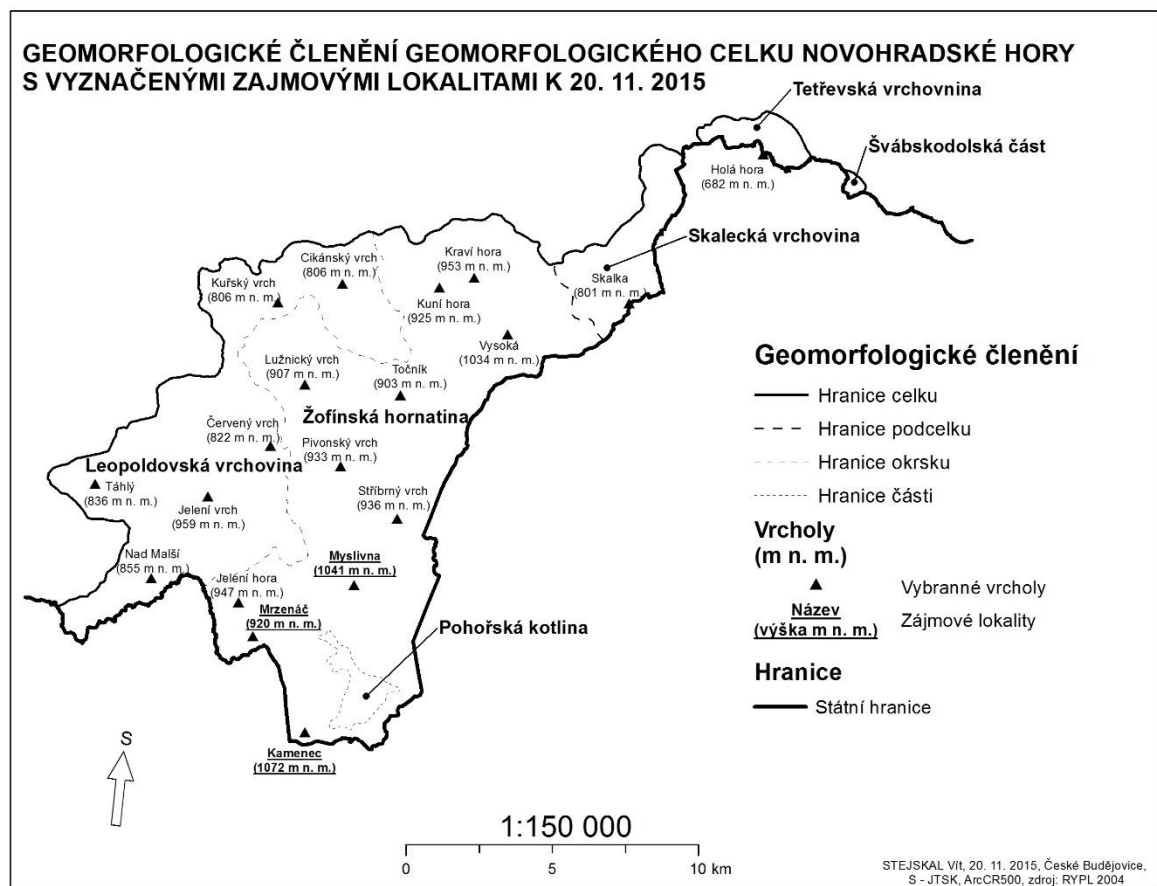 GEOMORFOLOGICKÉ ČLENĚNÍ GEOMORFOLOGICKÉHO CELKU NOVOHRADSKÉ HORY
S VYZNAČENÝMI ZAJMOVÝMI LOKALITAMI K 20. 11. 2015
Tetřevská vrchovnina
Švábskodolská část
Holá hora
(682 m n. m.)
Skalecká vrchovina
Kraví hora
(953 m n. m.)
Cikánský vrch
(806 m n. m.)
Kuřský vrch
(806 m n. m.)
Skalka
(801 m n. m.)
Kuní hora
(925 m n. m.)
Vysoká
(1034 m n. m.)
Lužnický vrch
(907 m n. m.)
Točník
(903 m n. m.)
Žofínská hornatina
Červený vrch
(822 m n. m.)
Pivonský vrch
(933 m n. m.)
Leopoldovská vrchovina
Táhlý
(836 m n. m.)
Jelení vrch
(959 m n. m.)
Stříbrný vrch
(936 m n. m.)
Nad Malší
(855 m n. m.)
Myslivna
(1041 m n. m.)
Jelení hora
(947 m n. m.)
Mrzenáč
(920 m n. m.)
Pohořská kotlina
Kamenec
(1072 m n. m.)
Geomorfologické členění
Hranice celku
Hranice podcelku
Hranice okrsku
Hranice části
Vrcholy
(m n. m.)
Vybranné vrcholy
Název
(výška m n. m.)
Zájmové lokality
Hranice
Státní hranice
S
1:150 000
0 5 10 km
STEJSKAL Vít, 20. 11. 2015, České Budějovice,
S - JTSK, ArcCR500, zdroj: RYPL 2004